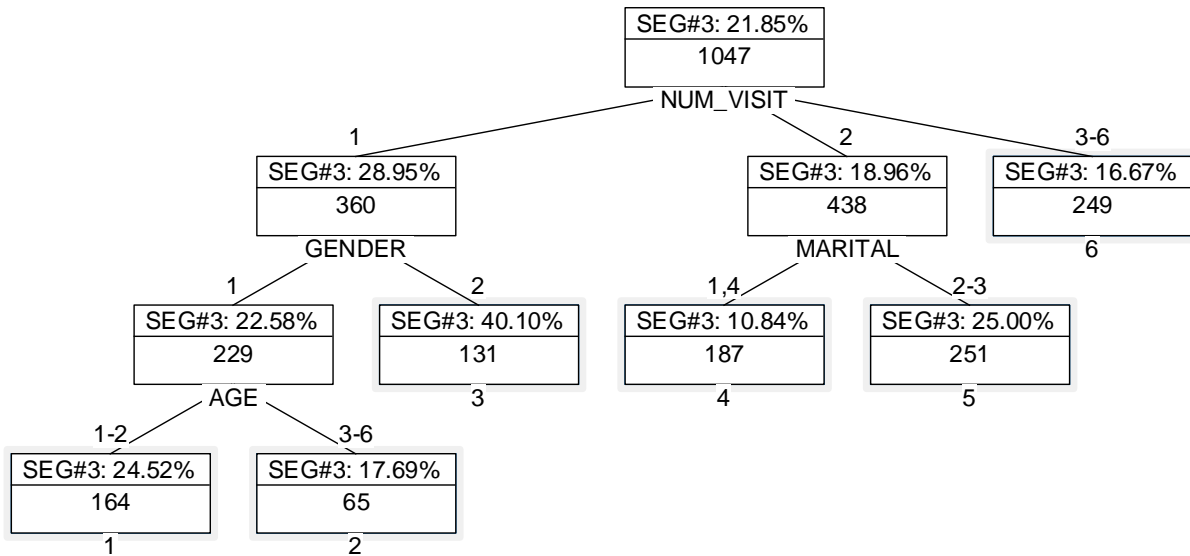 SEG#3: 21.85%
1047
NUM_VISIT
1 2 3-6
SEG#3: 28.95% SEG#3: 18.96% SEG#3: 16.67%
360 438 249
GENDER MARITAL 6
1 2 1,4 2-3
SEG#3: 22.58% SEG#3: 40.10% SEG#3: 10.84% SEG#3: 25.00%
229 131 187 251
AGE 3 4 5
1-2 3-6
SEG#3: 24.52% SEG#3: 17.69%
164 65
1 2